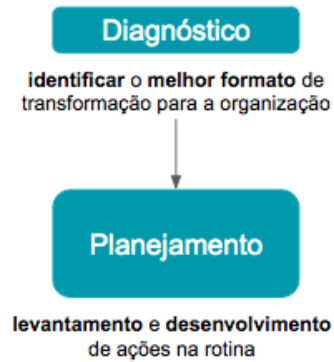 Diagnóstico
identificar o melhor formato de
transformação para a organização
Planejamento
levantamento e desenvolvimento
de ações na rotina